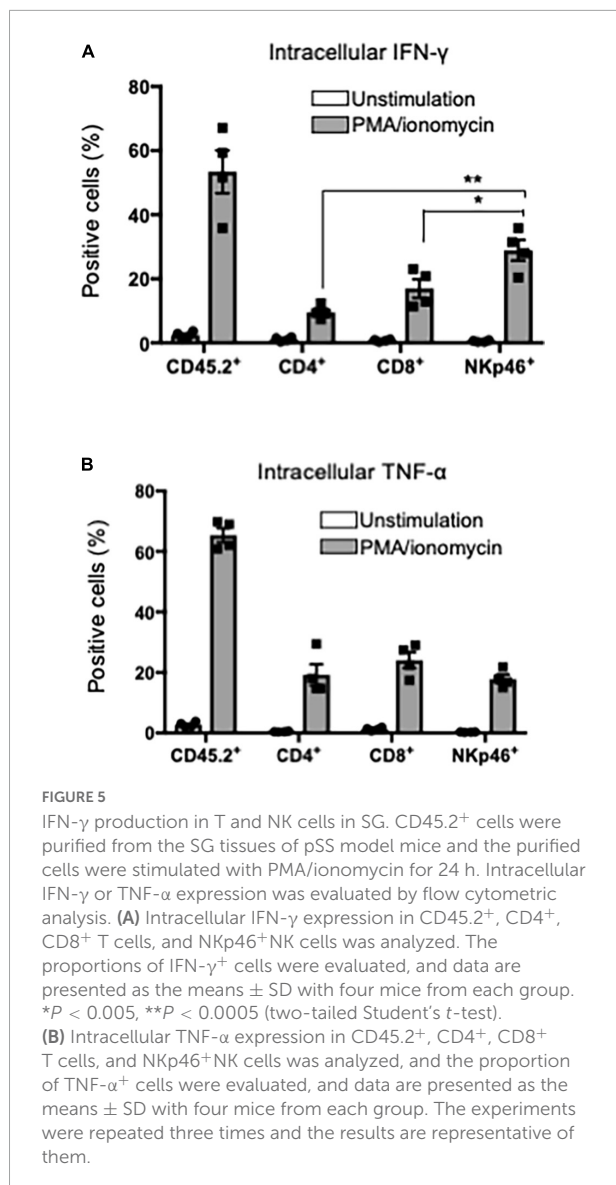 A
Intracellular IFN-γ
Unstimulation
PMA/ionomycin
Positive cells (%)
80
60
40
20
0
**
*
CD45.2⁺ CD4⁺ CD8⁺ NKp46⁺
B
Intracellular TNF-α
Unstimulation
PMA/ionomycin
Positive cells (%)
80
60
40
20
0
CD45.2⁺ CD4⁺ CD8⁺ NKp46⁺
FIGURE 5
IFN-γ production in T and NK cells in SG. CD45.2⁺ cells were
purified from the SG tissues of pSS model mice and the purified
cells were stimulated with PMA/ionomycin for 24 h. Intracellular
IFN-γ or TNF-α expression was evaluated by flow cytometric
analysis. (A) Intracellular IFN-γ expression in CD45.2⁺, CD4⁺,
CD8⁺ T cells, and NKp46⁺NK cells was analyzed. The
proportions of IFN-γ⁺ cells were evaluated, and data are
presented as the means ± SD with four mice from each group.
*P < 0.005, **P < 0.0005 (two-tailed Student's t-test).
(B) Intracellular TNF-α expression in CD45.2⁺, CD4⁺, CD8⁺
T cells, and NKp46⁺NK cells was analyzed, and the proportion
of TNF-α⁺ cells were evaluated, and data are presented as the
means ± SD with four mice from each group. The experiments
were repeated three times and the results are representative of
them.